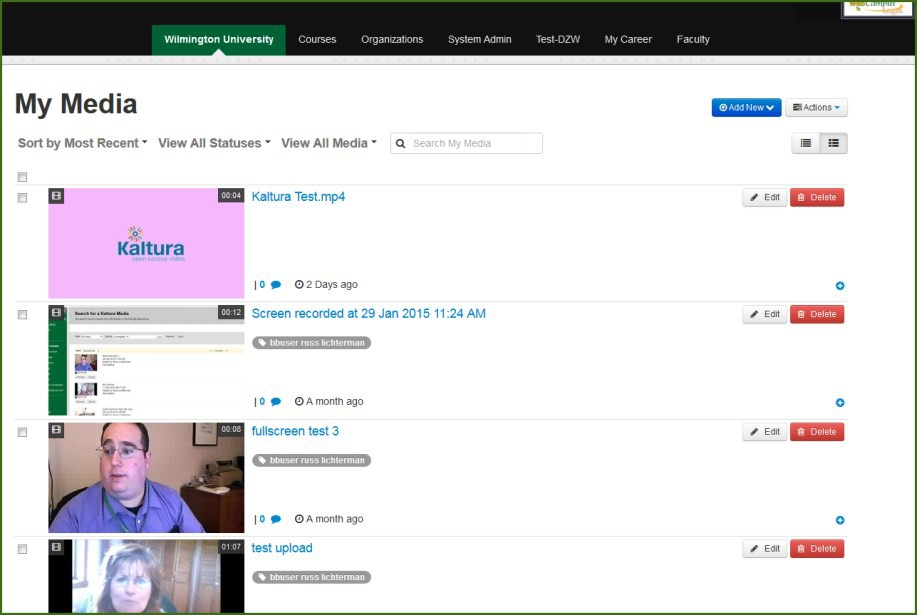 Campus
Wilmington University Courses Organizations System Admin Test-DZW My Career Faculty
My Media
Add New Actions
Sort by Most Recent View All Statuses View All Media Search My Media
00:04 Kaltura Test.mp4 Edit Delete
Kaltura
open source video
| 0 2 Days ago
00:12 Screen recorded at 29 Jan 2015 11:24 AM Edit Delete
Search for a Kaltura Media
bbuser russ lichterman
| 0 A month ago
00:08 fullscreen test 3 Edit Delete
bbuser russ lichterman
| 0 A month ago
01:07 test upload Edit Delete
bbuser russ lichterman